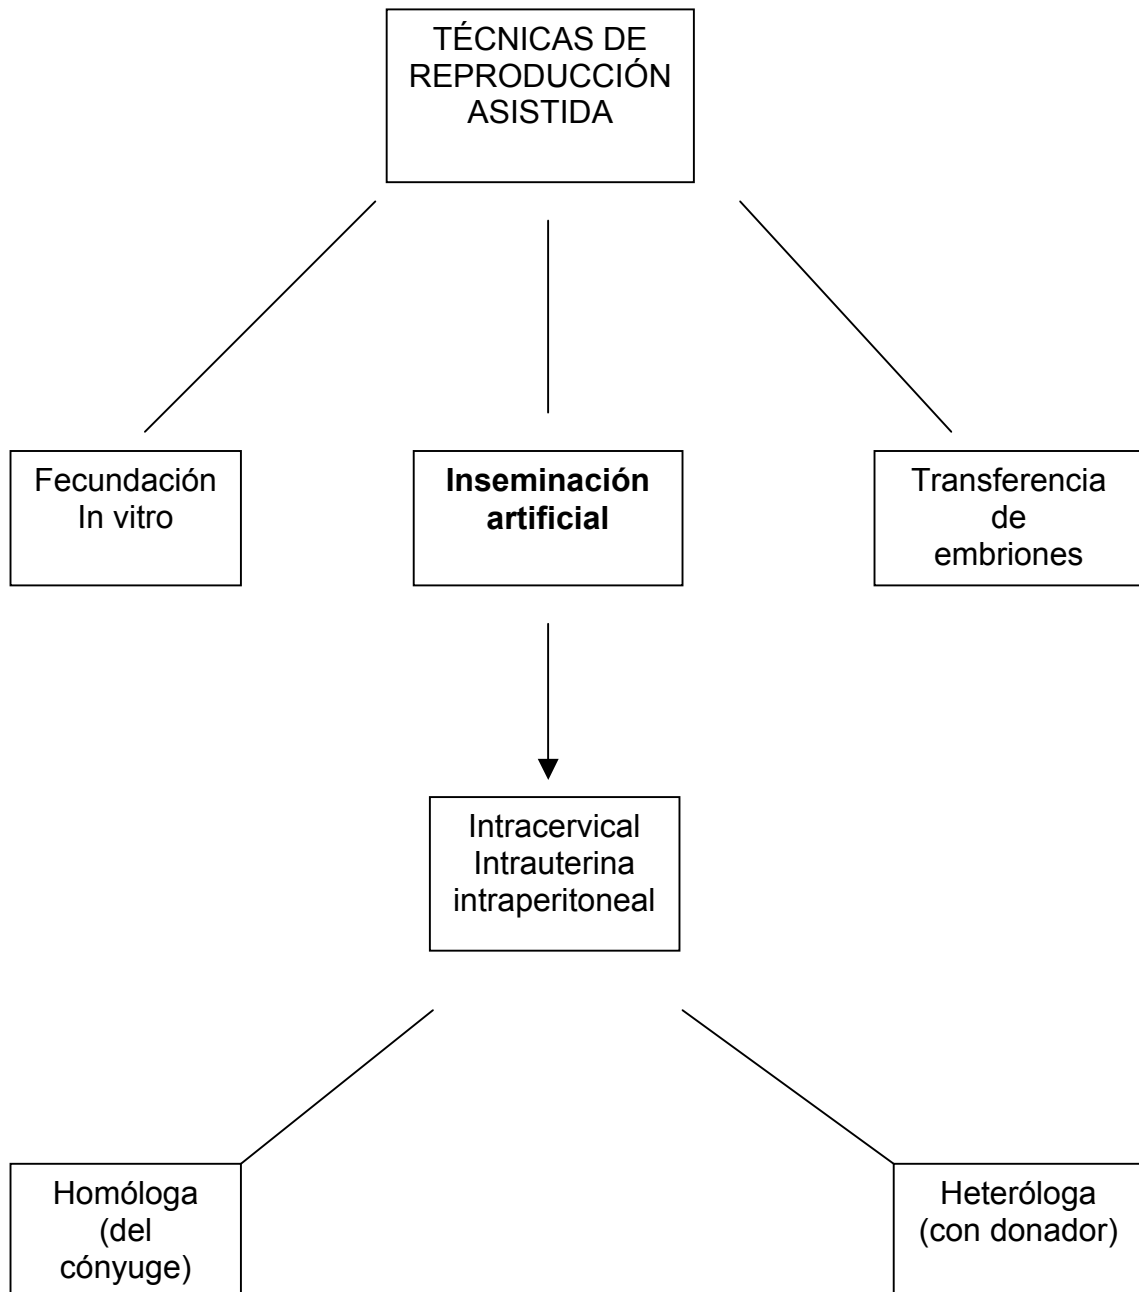 TÉCNICAS DE
REPRODUCCIÓN
ASISTIDA
Fecundación
In vitro
Inseminación
artificial
Transferencia
de
embriones
Intracervical
Intrauterina
intraperitoneal
Homóloga
(del
cónyuge)
Heteróloga
(con donador)